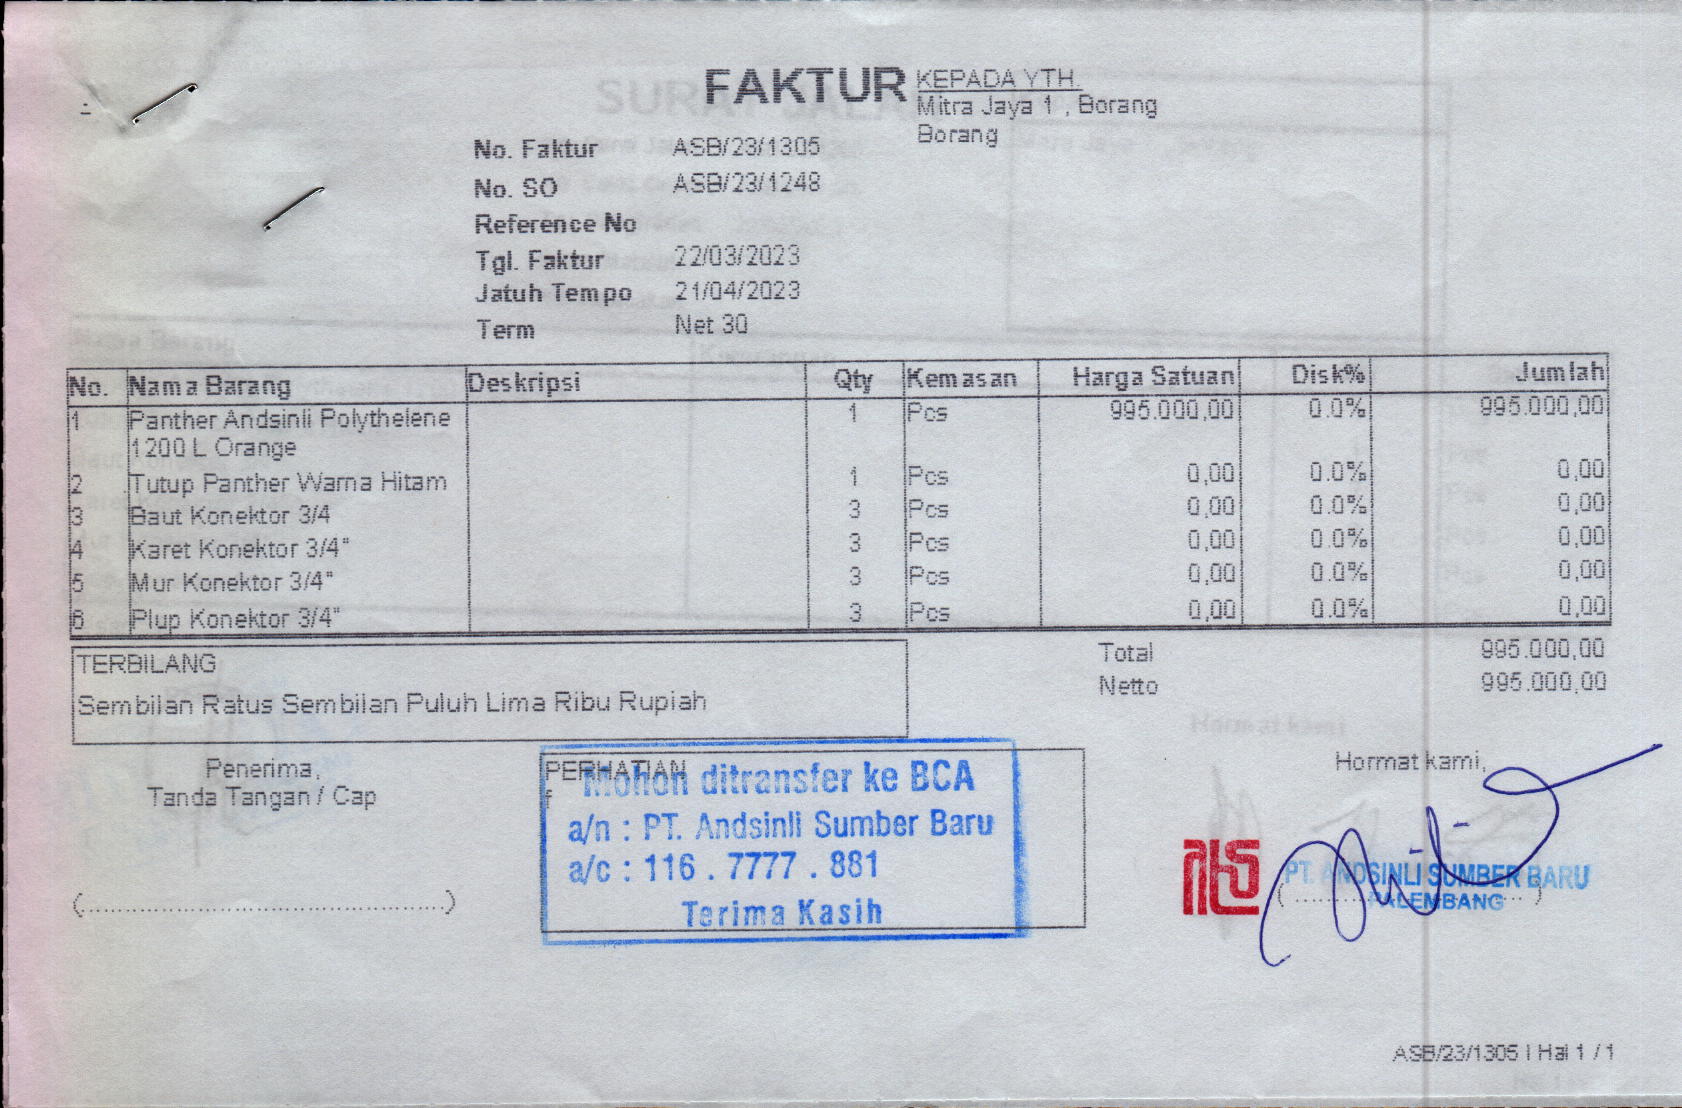 FAKTUR
KEPADA YTH.
Mitra Jaya 1 , Borang
Borang
No. Faktur ASB/23/1305
No. SO ASB/23/1248
Reference No
Tgl. Faktur 22/03/2023
Jatuh Tempo 21/04/2023
Term Net 30
No. Nama Barang Deskripsi Qty Kemasan Harga Satuan Disk% Jumlah
1 Panther Andsinli Polythelene 1 Pcs 995.000,00 0.0% 995.000,00
1200 L Orange
2 Tutup Panther Warna Hitam 1 Pcs 0,00 0.0% 0,00
3 Baut Konektor 3/4 3 Pcs 0,00 0.0% 0,00
4 Karet Konektor 3/4" 3 Pcs 0,00 0.0% 0,00
5 Mur Konektor 3/4" 3 Pcs 0,00 0.0% 0,00
6 Plup Konektor 3/4" 3 Pcs 0,00 0.0% 0,00
Total 995.000,00
Netto 995.000,00
TERBILANG
Sembilan Ratus Sembilan Puluh Lima Ribu Rupiah
Penerima,
Tanda Tangan / Cap
(....................................................)
PERHATIAN
f
Mohon ditransfer ke BCA
a/n : PT. Andsinli Sumber Baru
a/c : 116 . 7777 . 881
Terima Kasih
Hormat kami,
PT. ANDSINLI SUMBER BARU
PALEMBANG
ASB/23/1305 | Hal 1 / 1